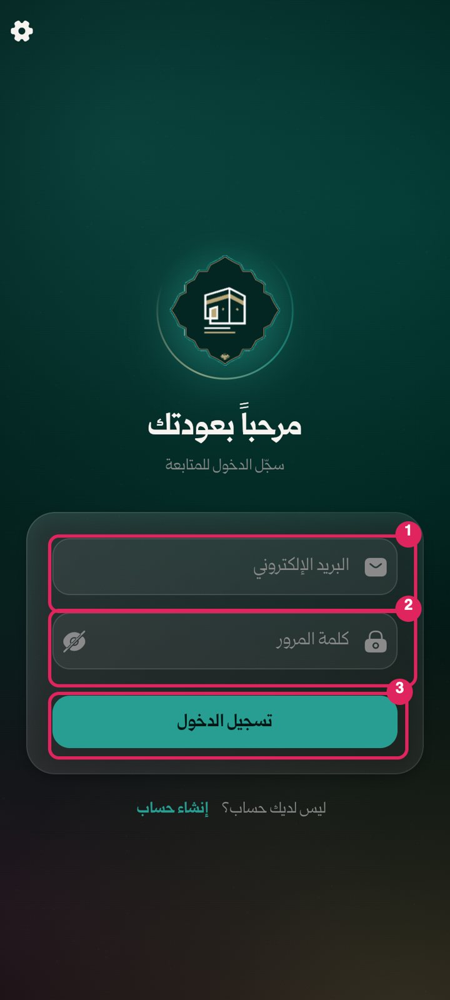 مرحباً بعودتك
سجّل الدخول للمتابعة
1
البريد الإلكتروني
2
كلمة المرور
3
تسجيل الدخول
ليس لديك حساب؟ إنشاء حساب